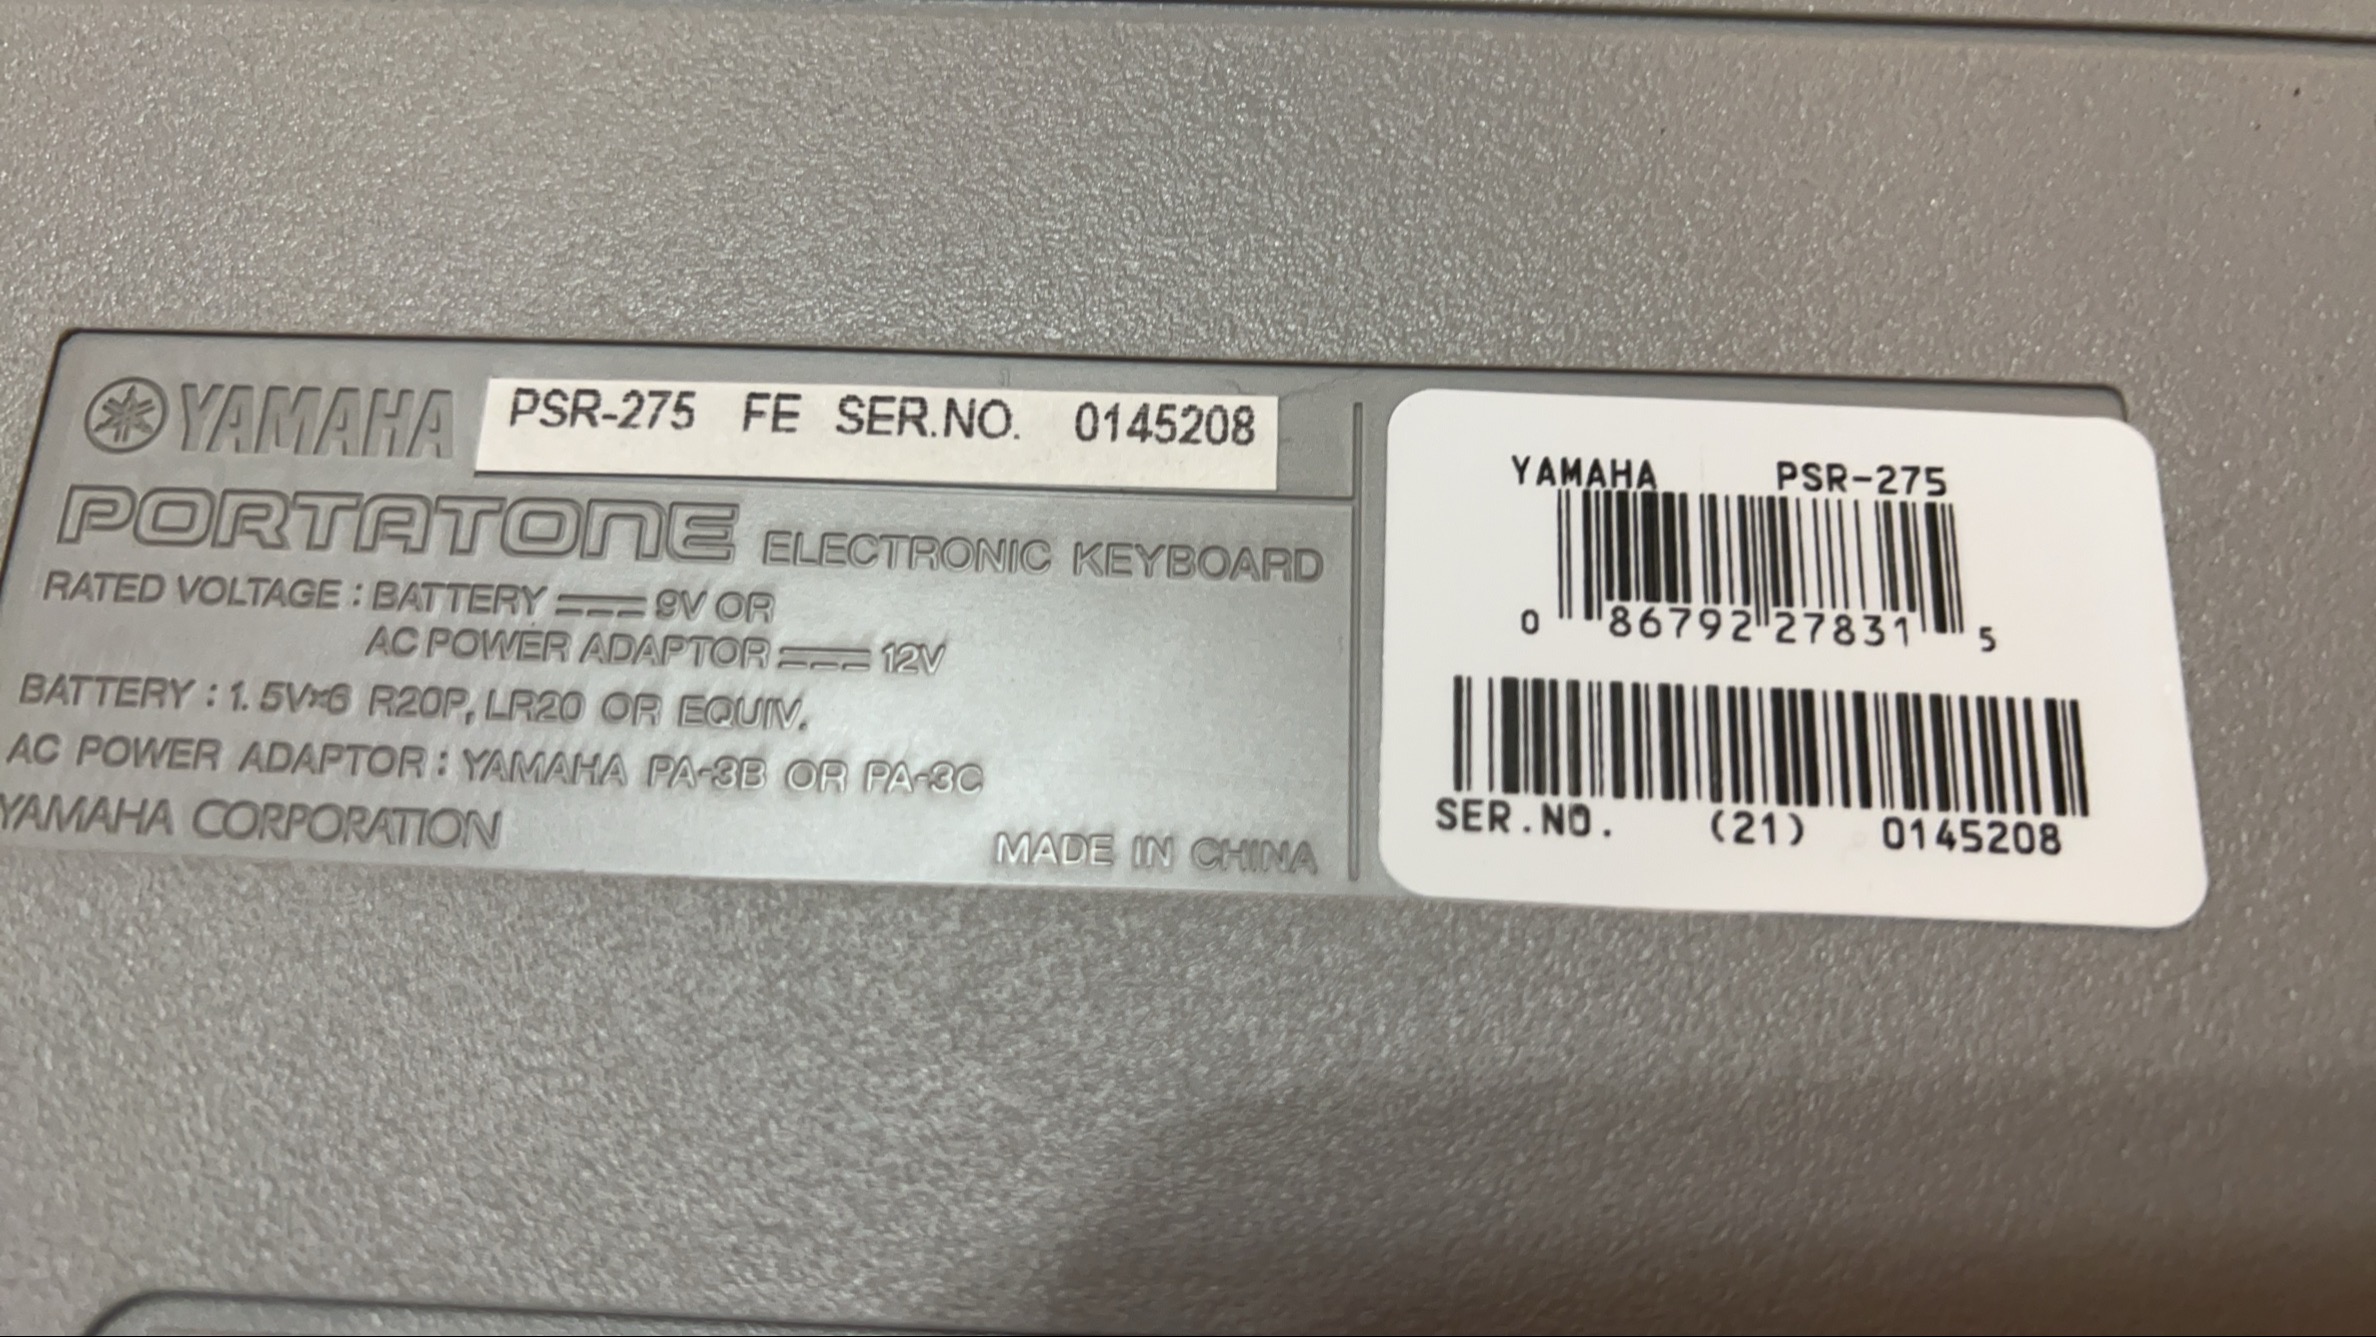 YAMAHA PSR-275 FE SER.NO. 0145208
PORTATONE ELECTRONIC KEYBOARD
RATED VOLTAGE : BATTERY ⎓ 9V OR
AC POWER ADAPTOR ⎓ 12V
BATTERY : 1.5V×6 R20P, LR20 OR EQUIV.
AC POWER ADAPTOR : YAMAHA PA-3B OR PA-3C
YAMAHA CORPORATION
MADE IN CHINA
YAMAHA PSR-275
0 86792 27831 5
SER.NO. (21) 0145208